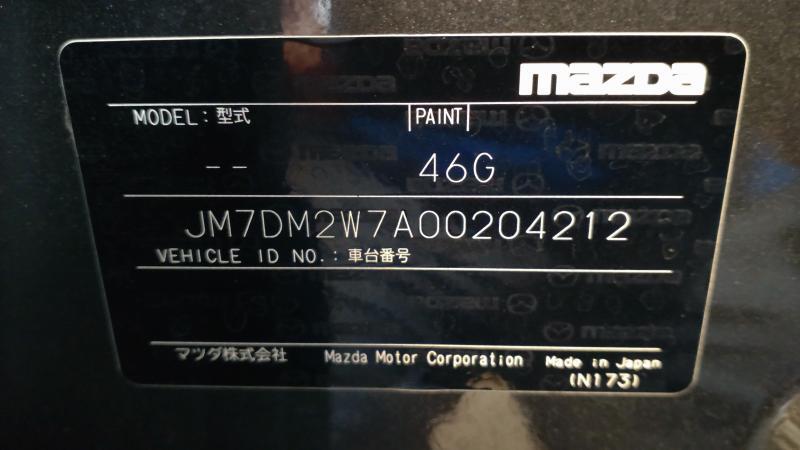 mazda
MODEL：型式
PAINT
--
46G
JM7DM2W7A00204212
VEHICLE ID NO.：車台番号
マツダ株式会社 Mazda Motor Corporation Made in Japan
(N173)